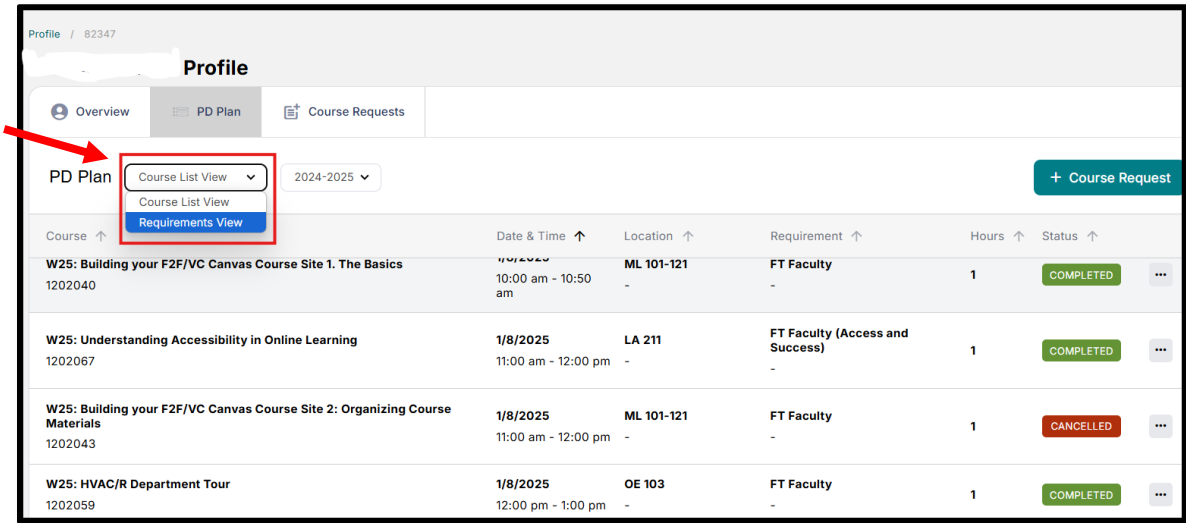 Profile / 82347
Profile
Overview PD Plan Course Requests
PD Plan Course List View 2024-2025 + Course Request
Course List View
Requirements View
Course ↑ Date & Time ↑ Location ↑ Requirement ↑ Hours ↑ Status ↑
W25: Building your F2F/VC Canvas Course Site 1. The Basics ML 101-121 FT Faculty
1202040 10:00 am - 10:50 - - 1 COMPLETED ...
am
W25: Understanding Accessibility in Online Learning 1/8/2025 LA 211 FT Faculty (Access and
Success)
1202067 11:00 am - 12:00 pm - - 1 COMPLETED ...
W25: Building your F2F/VC Canvas Course Site 2: Organizing Course
Materials 1/8/2025 ML 101-121 FT Faculty
1202043 11:00 am - 12:00 pm - - 1 CANCELLED ...
W25: HVAC/R Department Tour 1/8/2025 OE 103 FT Faculty
1202059 12:00 pm - 1:00 pm - - 1 COMPLETED ...